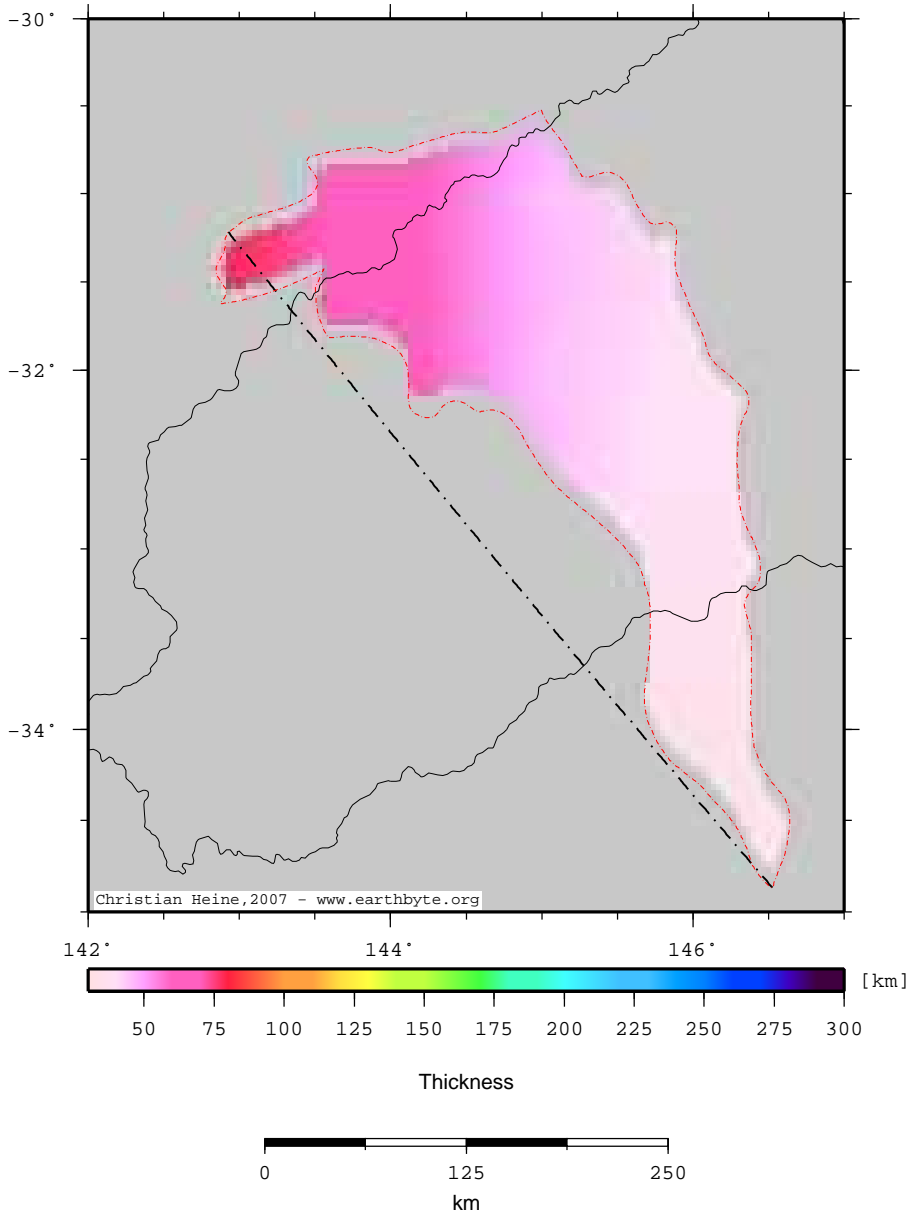 −30˚
−32˚
−34˚
Christian Heine,2007 − www.earthbyte.org
142˚ 144˚ 146˚
[km]
50 75 100 125 150 175 200 225 250 275 300
Thickness
0 125 250
km